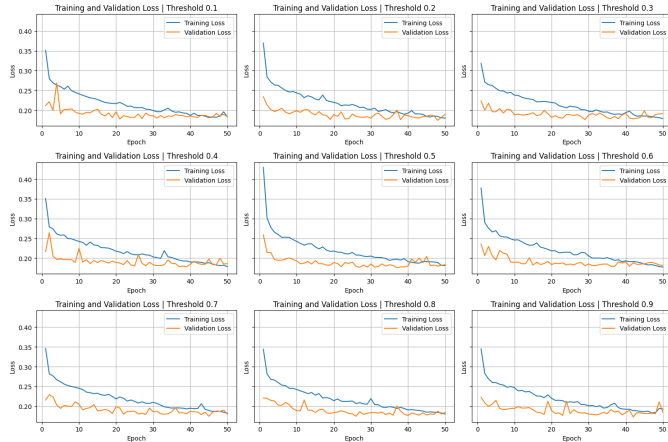 Training and Validation Loss | Threshold 0.1
Training and Validation Loss | Threshold 0.2
Training and Validation Loss | Threshold 0.3
Training Loss
Validation Loss
Training Loss
Validation Loss
Training Loss
Validation Loss
Loss
0.40
0.35
0.30
0.25
0.20
Loss
Loss
0 10 20 30 40 50
0 10 20 30 40 50
0 10 20 30 40 50
Epoch
Epoch
Epoch
Training and Validation Loss | Threshold 0.4
Training and Validation Loss | Threshold 0.5
Training and Validation Loss | Threshold 0.6
Training Loss
Validation Loss
Training Loss
Validation Loss
Training Loss
Validation Loss
Loss
0.40
0.35
0.30
0.25
0.20
Loss
Loss
0 10 20 30 40 50
0 10 20 30 40 50
0 10 20 30 40 50
Epoch
Epoch
Epoch
Training and Validation Loss | Threshold 0.7
Training and Validation Loss | Threshold 0.8
Training and Validation Loss | Threshold 0.9
Training Loss
Validation Loss
Training Loss
Validation Loss
Training Loss
Validation Loss
Loss
0.40
0.35
0.30
0.25
0.20
Loss
Loss
0 10 20 30 40 50
0 10 20 30 40 50
0 10 20 30 40 50
Epoch
Epoch
Epoch